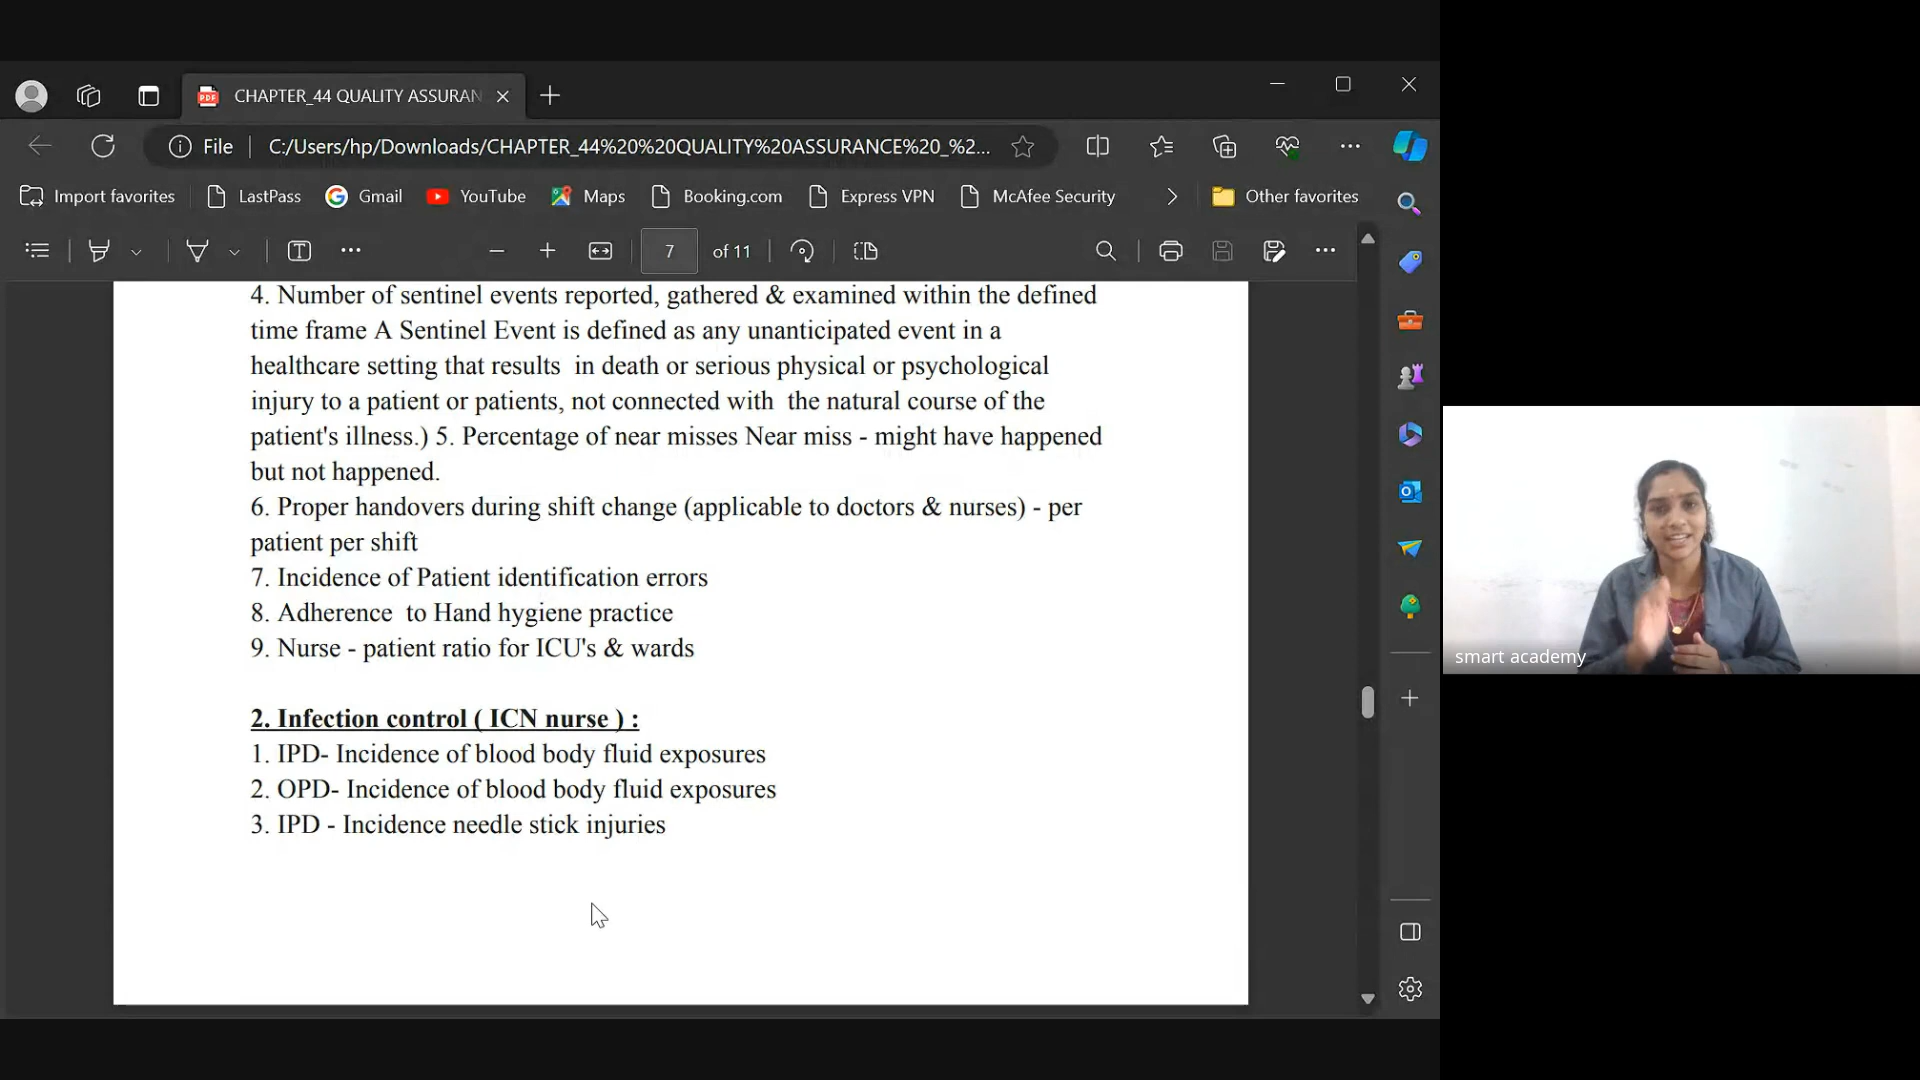 CHAPTER_44 QUALITY ASSURAN
File
C:/Users/hp/Downloads/CHAPTER_44%20%20QUALITY%20ASSURANCE%20_%2...
Import favorites
LastPass
Gmail
YouTube
Maps
Booking.com
Express VPN
McAfee Security
Other favorites
7 of 11
4. Number of sentinel events reported, gathered & examined within the defined
time frame A Sentinel Event is defined as any unanticipated event in a
healthcare setting that results  in death or serious physical or psychological
injury to a patient or patients, not connected with  the natural course of the
patient's illness.) 5. Percentage of near misses Near miss - might have happened
but not happened.
6. Proper handovers during shift change (applicable to doctors & nurses) - per
patient per shift
7. Incidence of Patient identification errors
8. Adherence  to Hand hygiene practice
9. Nurse - patient ratio for ICU's & wards
2. Infection control ( ICN nurse ) :
1. IPD- Incidence of blood body fluid exposures
2. OPD- Incidence of blood body fluid exposures
3. IPD - Incidence needle stick injuries
smart academy